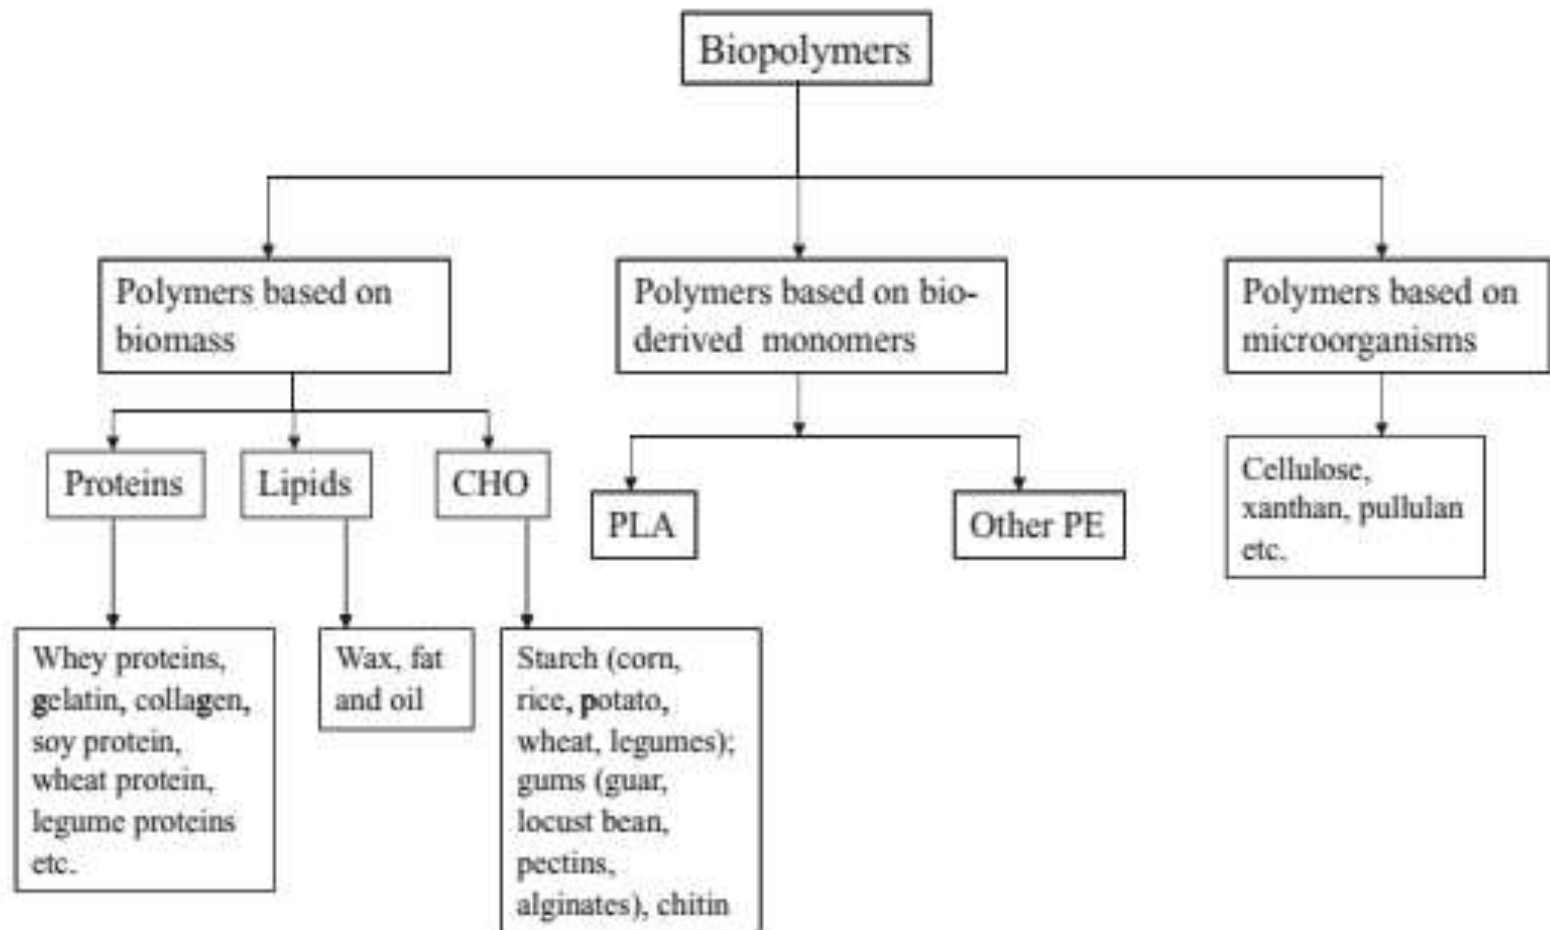 Biopolymers
Polymers based on
biomass
Polymers based on bio-
derived monomers
Polymers based on
microorganisms
Proteins
Lipids
CHO
PLA
Other PE
Cellulose,
xanthan, pullulan
etc.
Whey proteins,
gelatin, collagen,
soy protein,
wheat protein,
legume proteins
etc.
Wax, fat
and oil
Starch (corn,
rice, potato,
wheat, legumes);
gums (guar,
locust bean,
pectins,
alginates), chitin